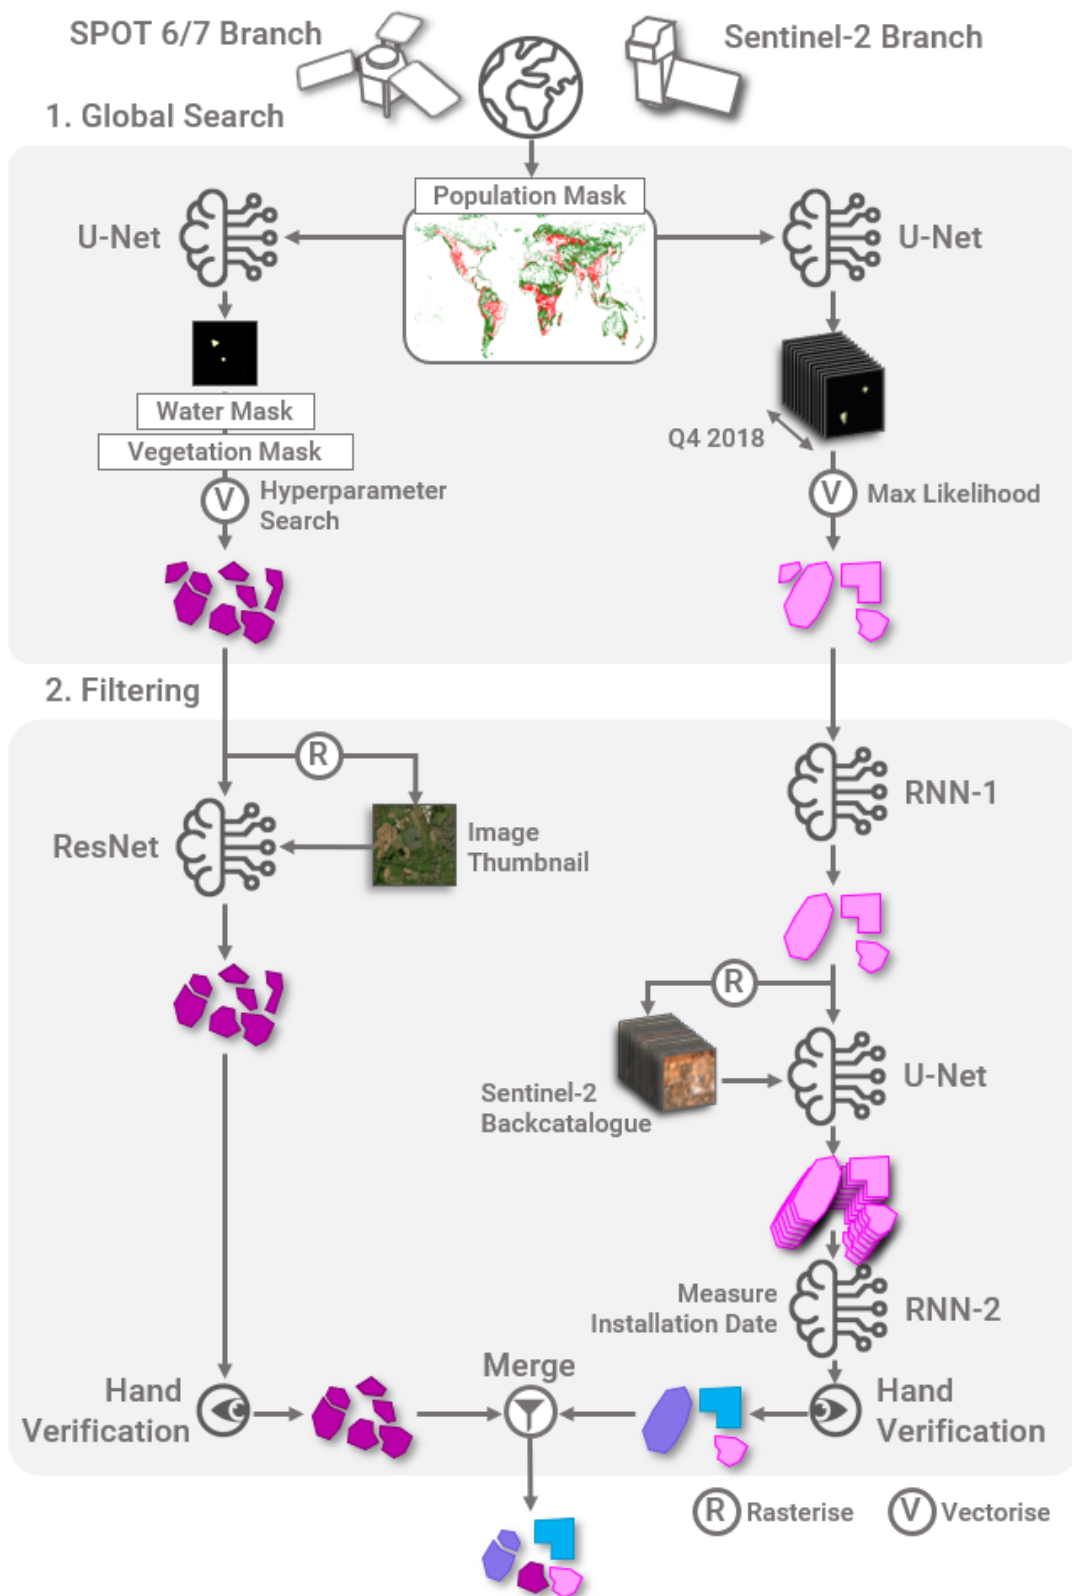 SPOT 6/7 Branch
Sentinel-2 Branch
1. Global Search
Population Mask
U-Net
U-Net
Water Mask
Vegetation Mask
Q4 2018
V
Hyperparameter
Search
V
Max Likelihood
2. Filtering
R
RNN-1
ResNet
Image
Thumbnail
R
Sentinel-2
Backcatalogue
U-Net
Measure
Installation Date
RNN-2
Merge
Hand
Verification
Hand
Verification
R Rasterise
V Vectorise